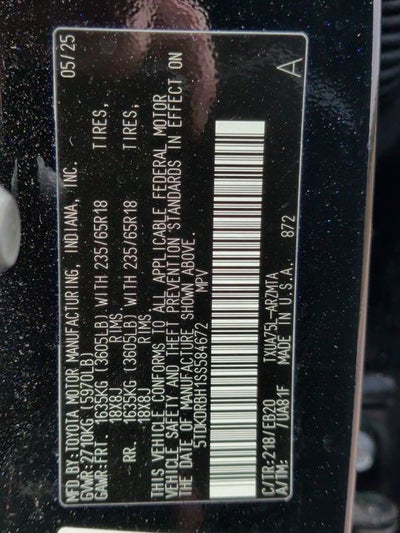 MFD.BY:TOYOTA MOTOR MANUFACTURING, INDIANA, INC. 05/25
GVWR:2710KG (5970LB)
GAWR:FRT. 1635KG (3605LB) WITH 235/65R18 TIRES,
18X8J RIMS
RR. 1635KG (3605LB) WITH 235/65R18 TIRES,
18X8J RIMS
THIS VEHICLE CONFORMS TO ALL APPLICABLE FEDERAL MOTOR
VEHICLE SAFETY AND THEFT PREVENTION STANDARDS IN EFFECT ON
THE DATE OF MANUFACTURE SHOWN ABOVE.
5TDKDRBH1SS584672 MPV
A
C/TR:218/EB20 TXUA75L-ARZMTA
A/TM: /UA81F MADE IN U.S.A. 872